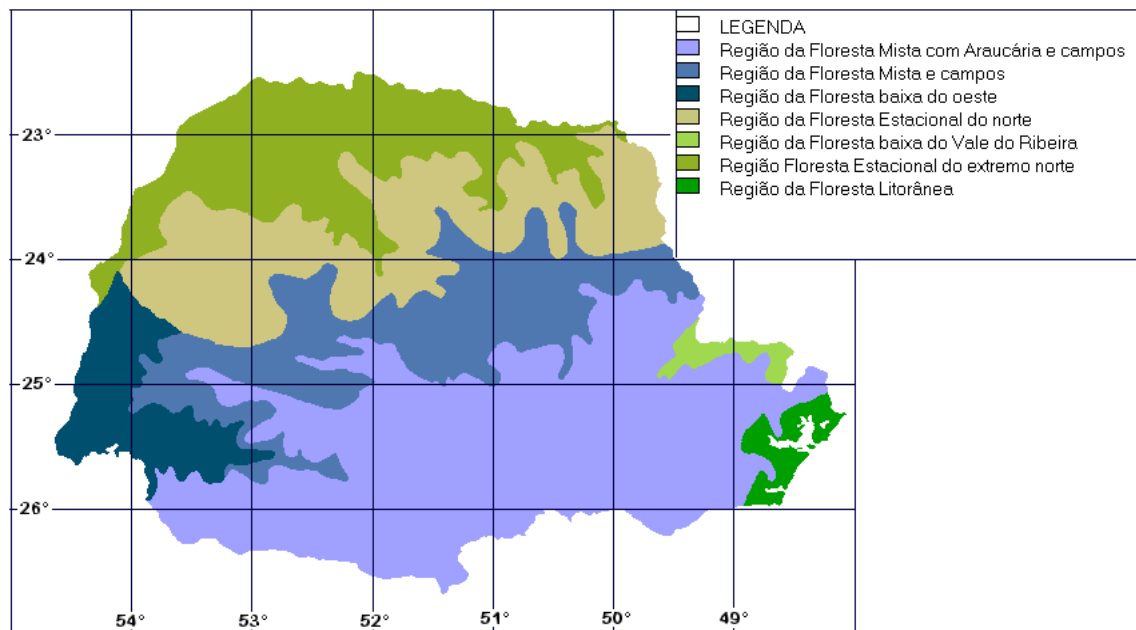 LEGENDA
Região da Floresta Mista com Araucária e campos
Região da Floresta Mista e campos
Região da Floresta baixa do oeste
Região da Floresta Estacional do norte
Região da Floresta baixa do Vale do Ribeira
Região Floresta Estacional do extremo norte
Região da Floresta Litorânea
23°
24°
25°
26°
54° 53° 52° 51° 50° 49°